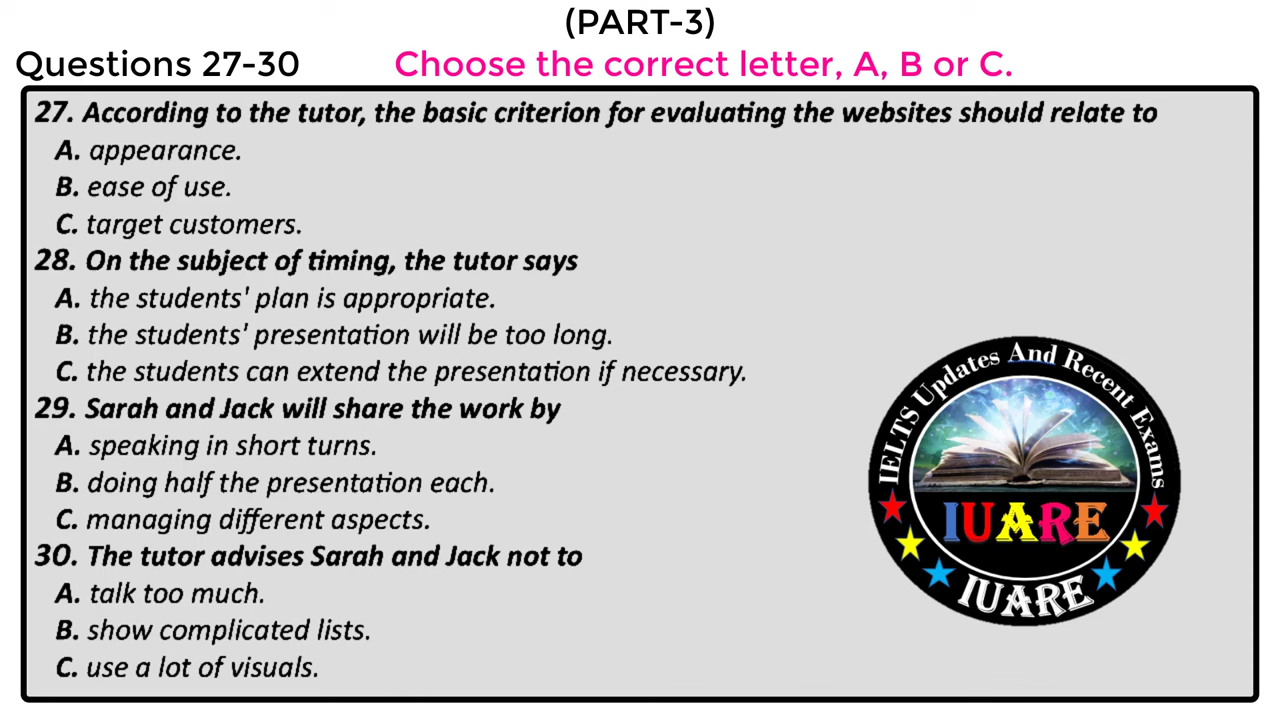 (PART-3)
Questions 27-30 Choose the correct letter, A, B or C.
27. According to the tutor, the basic criterion for evaluating the websites should relate to
A. appearance.
B. ease of use.
C. target customers.
28. On the subject of timing, the tutor says
A. the students' plan is appropriate.
B. the students' presentation will be too long.
C. the students can extend the presentation if necessary.
29. Sarah and Jack will share the work by
A. speaking in short turns.
B. doing half the presentation each.
C. managing different aspects.
30. The tutor advises Sarah and Jack not to
A. talk too much.
B. show complicated lists.
C. use a lot of visuals.
IELTS Updates And Recent Exams
IUARE
IUARE